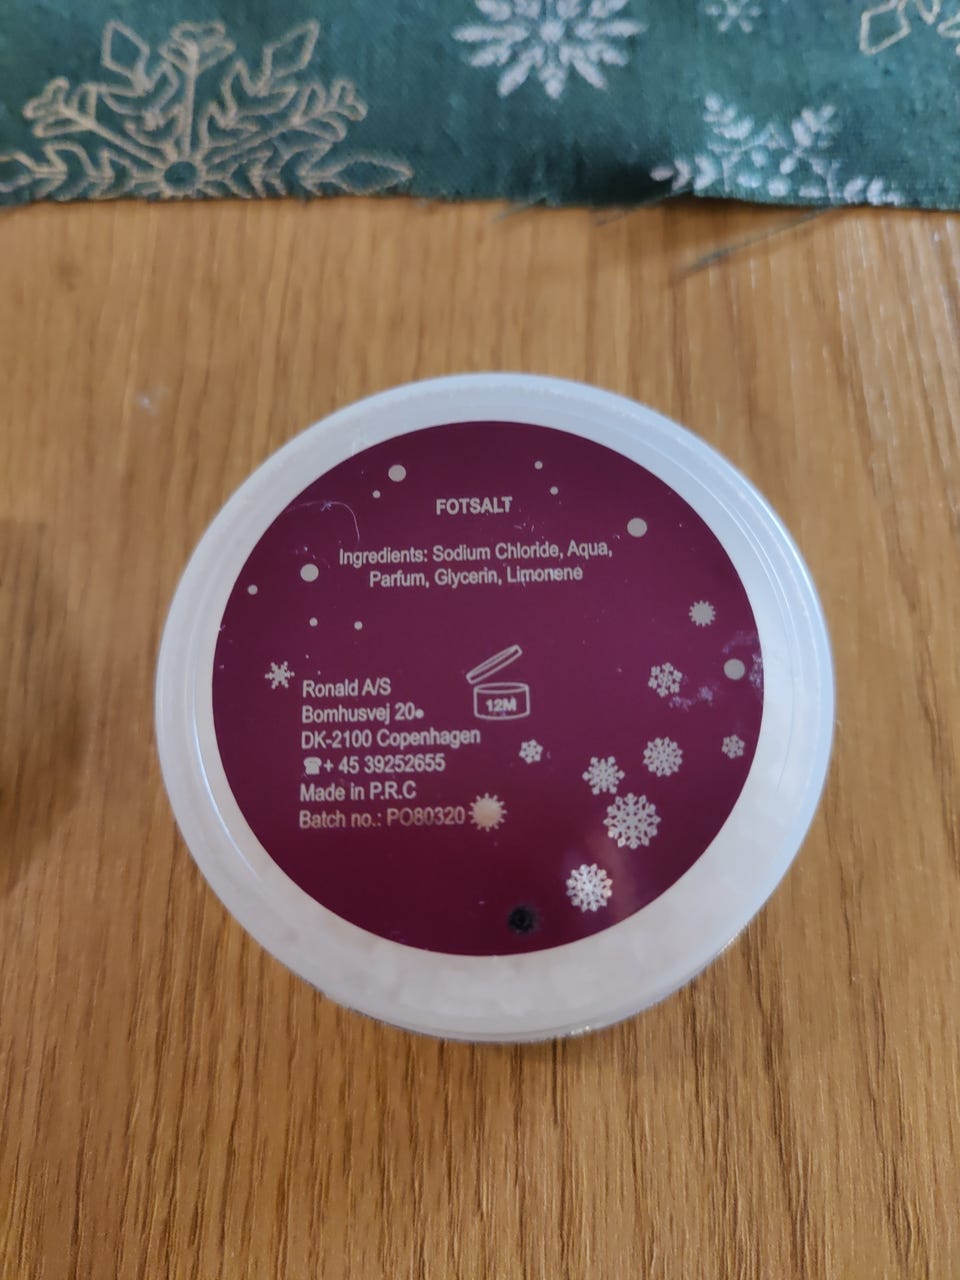 FOTSALT
Ingredients: Sodium Chloride, Aqua,
Parfum, Glycerin, Limonene
12M
Ronald A/S
Bomhusvej 20
DK-2100 Copenhagen
☎+ 45 39252655
Made in P.R.C
Batch no.: PO80320